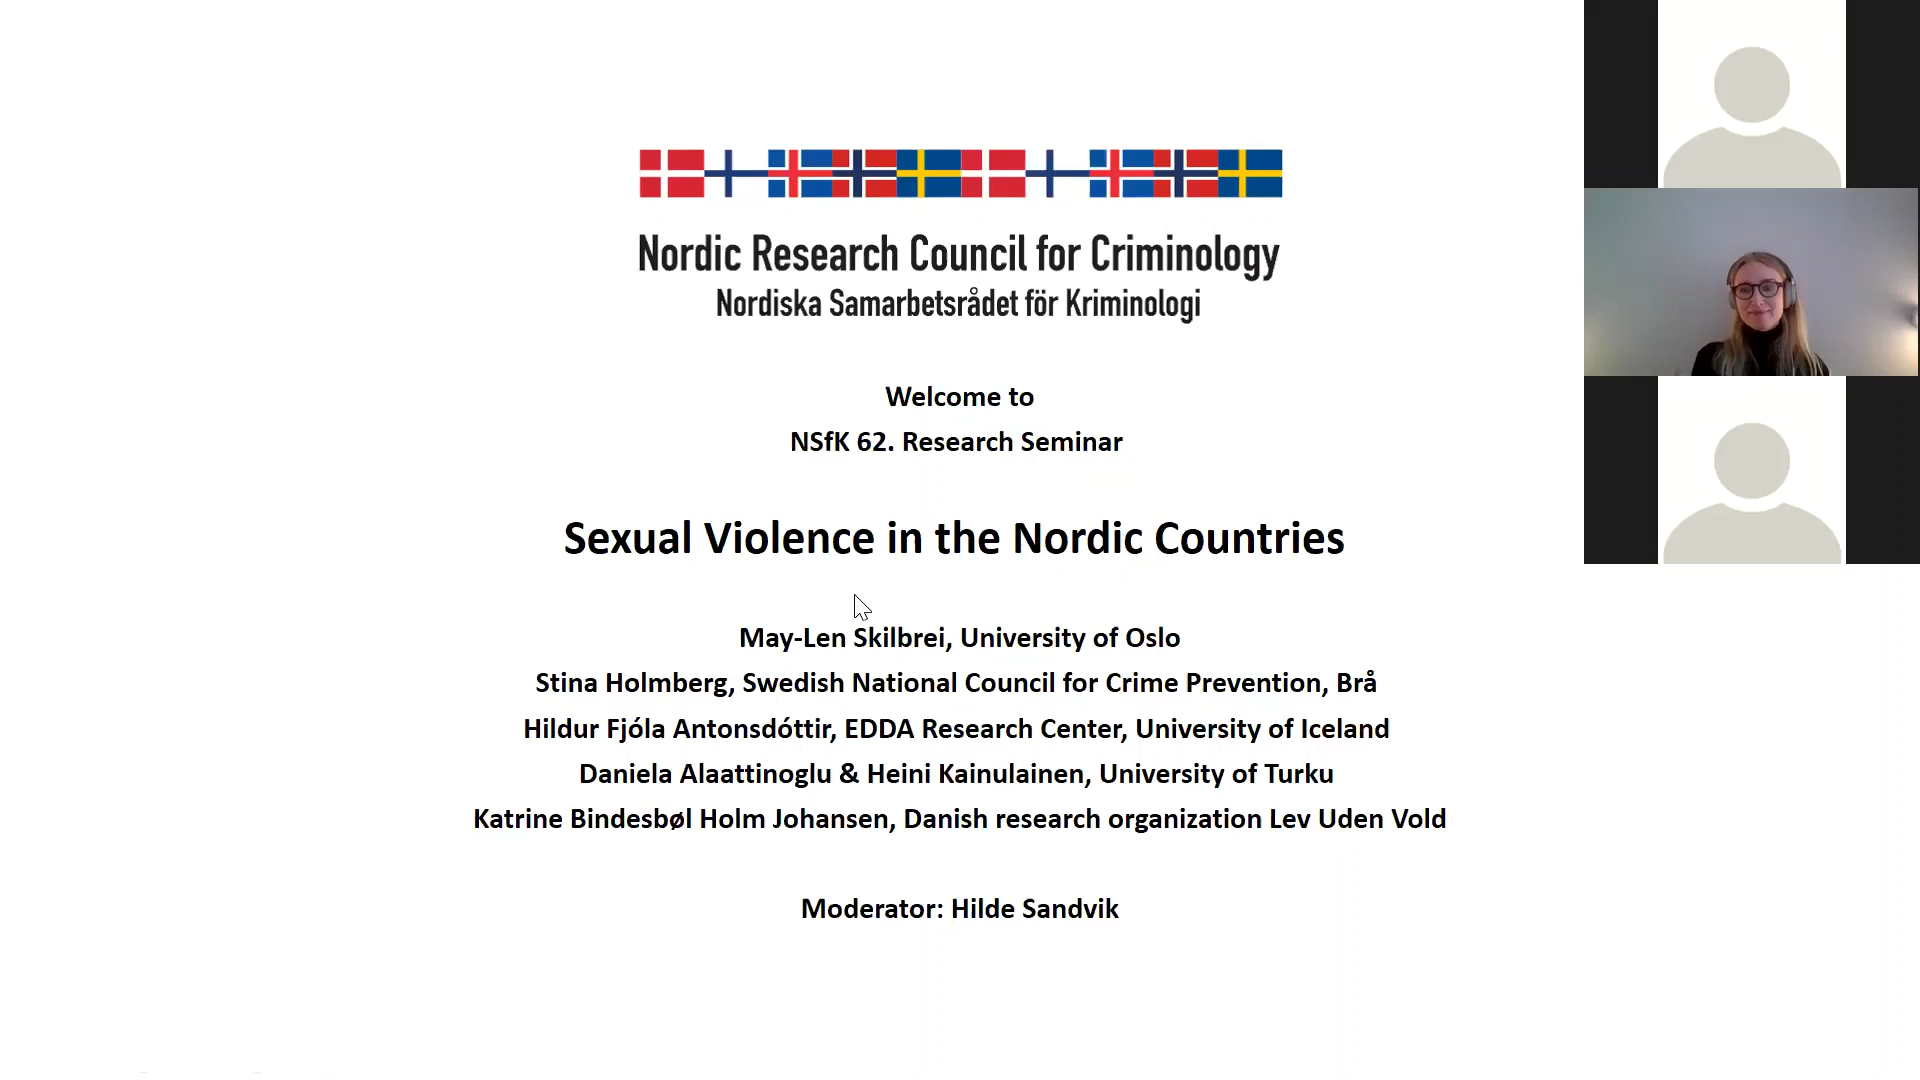 Nordic Research Council for Criminology
Nordiska Samarbetsrådet för Kriminologi
Welcome to
NSfK 62. Research Seminar
Sexual Violence in the Nordic Countries
May-Len Skilbrei, University of Oslo
Stina Holmberg, Swedish National Council for Crime Prevention, Brå
Hildur Fjóla Antonsdóttir, EDDA Research Center, University of Iceland
Daniela Alaattinoglu & Heini Kainulainen, University of Turku
Katrine Bindesbøl Holm Johansen, Danish research organization Lev Uden Vold
Moderator: Hilde Sandvik